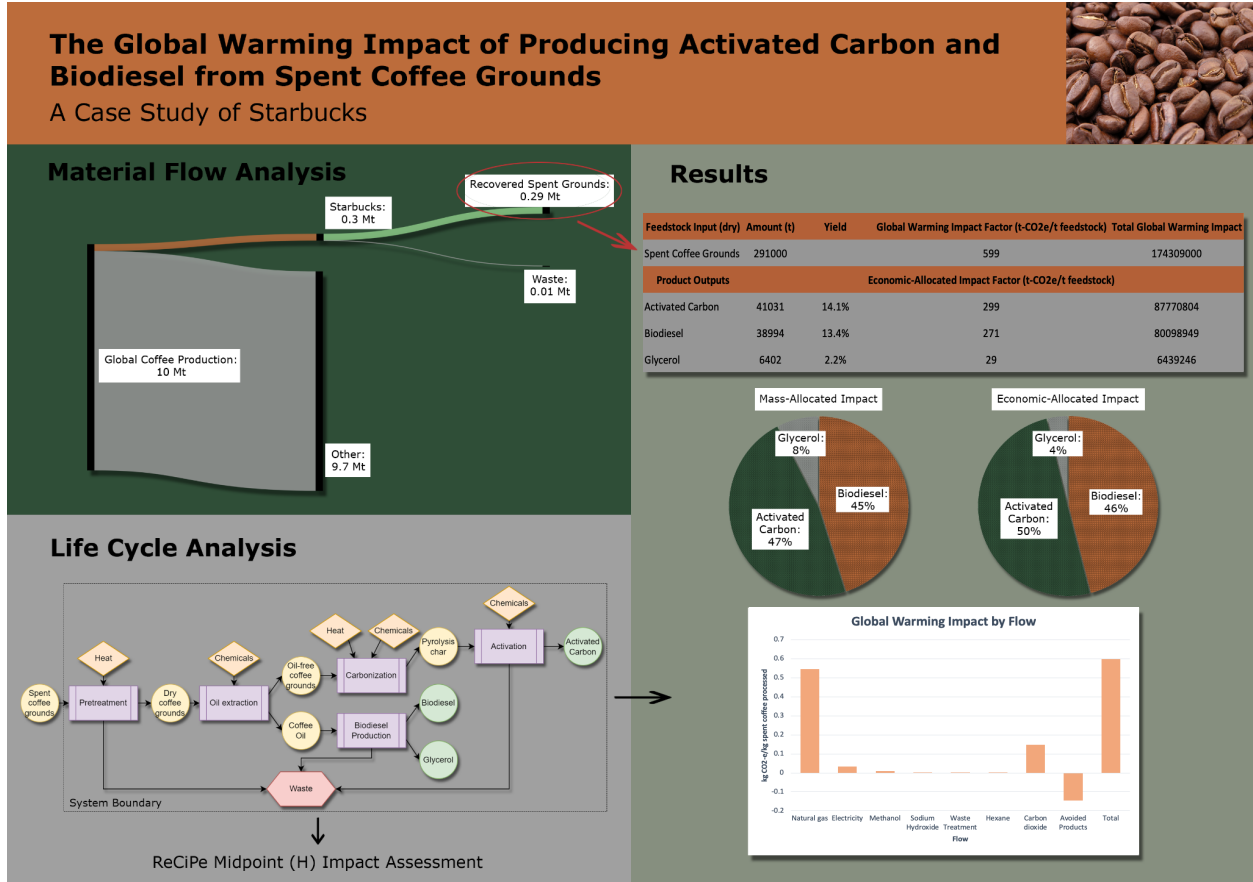 The Global Warming Impact of Producing Activated Carbon and
Biodiesel from Spent Coffee Grounds
A Case Study of Starbucks
Material Flow Analysis
Recovered Spent Grounds:
0.29 Mt
Starbucks:
0.3 Mt
Waste:
0.01 Mt
Global Coffee Production:
10 Mt
Other:
9.7 Mt
Life Cycle Analysis
Spent
coffee
grounds
Heat
Pretreatment
Dry
coffee
grounds
Chemicals
Oil extraction
Oil-free
coffee
grounds
Coffee
Oil
Heat
Chemicals
Carbonization
Biodiesel
Production
Pyrolysis
char
Biodiesel
Glycerol
Chemicals
Activation
Activated
Carbon
Waste
System Boundary
ReCiPe Midpoint (H) Impact Assessment
Results
Feedstock Input (dry) Amount (t) Yield Global Warming Impact Factor (t-CO2e/t feedstock) Total Global Warming Impact
Spent Coffee Grounds 291000 599 174309000
Product Outputs Economic-Allocated Impact Factor (t-CO2e/t feedstock)
Activated Carbon 41031 14.1% 299 87770804
Biodiesel 38994 13.4% 271 80098949
Glycerol 6402 2.2% 29 6439246
Mass-Allocated Impact
Glycerol:
8%
Biodiesel:
45%
Activated
Carbon:
47%
Economic-Allocated Impact
Glycerol:
4%
Biodiesel:
46%
Activated
Carbon:
50%
Global Warming Impact by Flow
kg CO2-e/kg spent coffee processed
0.7
0.6
0.5
0.4
0.3
0.2
0.1
0
-0.1
-0.2
Natural gas Electricity Methanol Sodium Hydroxide Waste Treatment Hexane Carbon dioxide Avoided Products Total
Flow